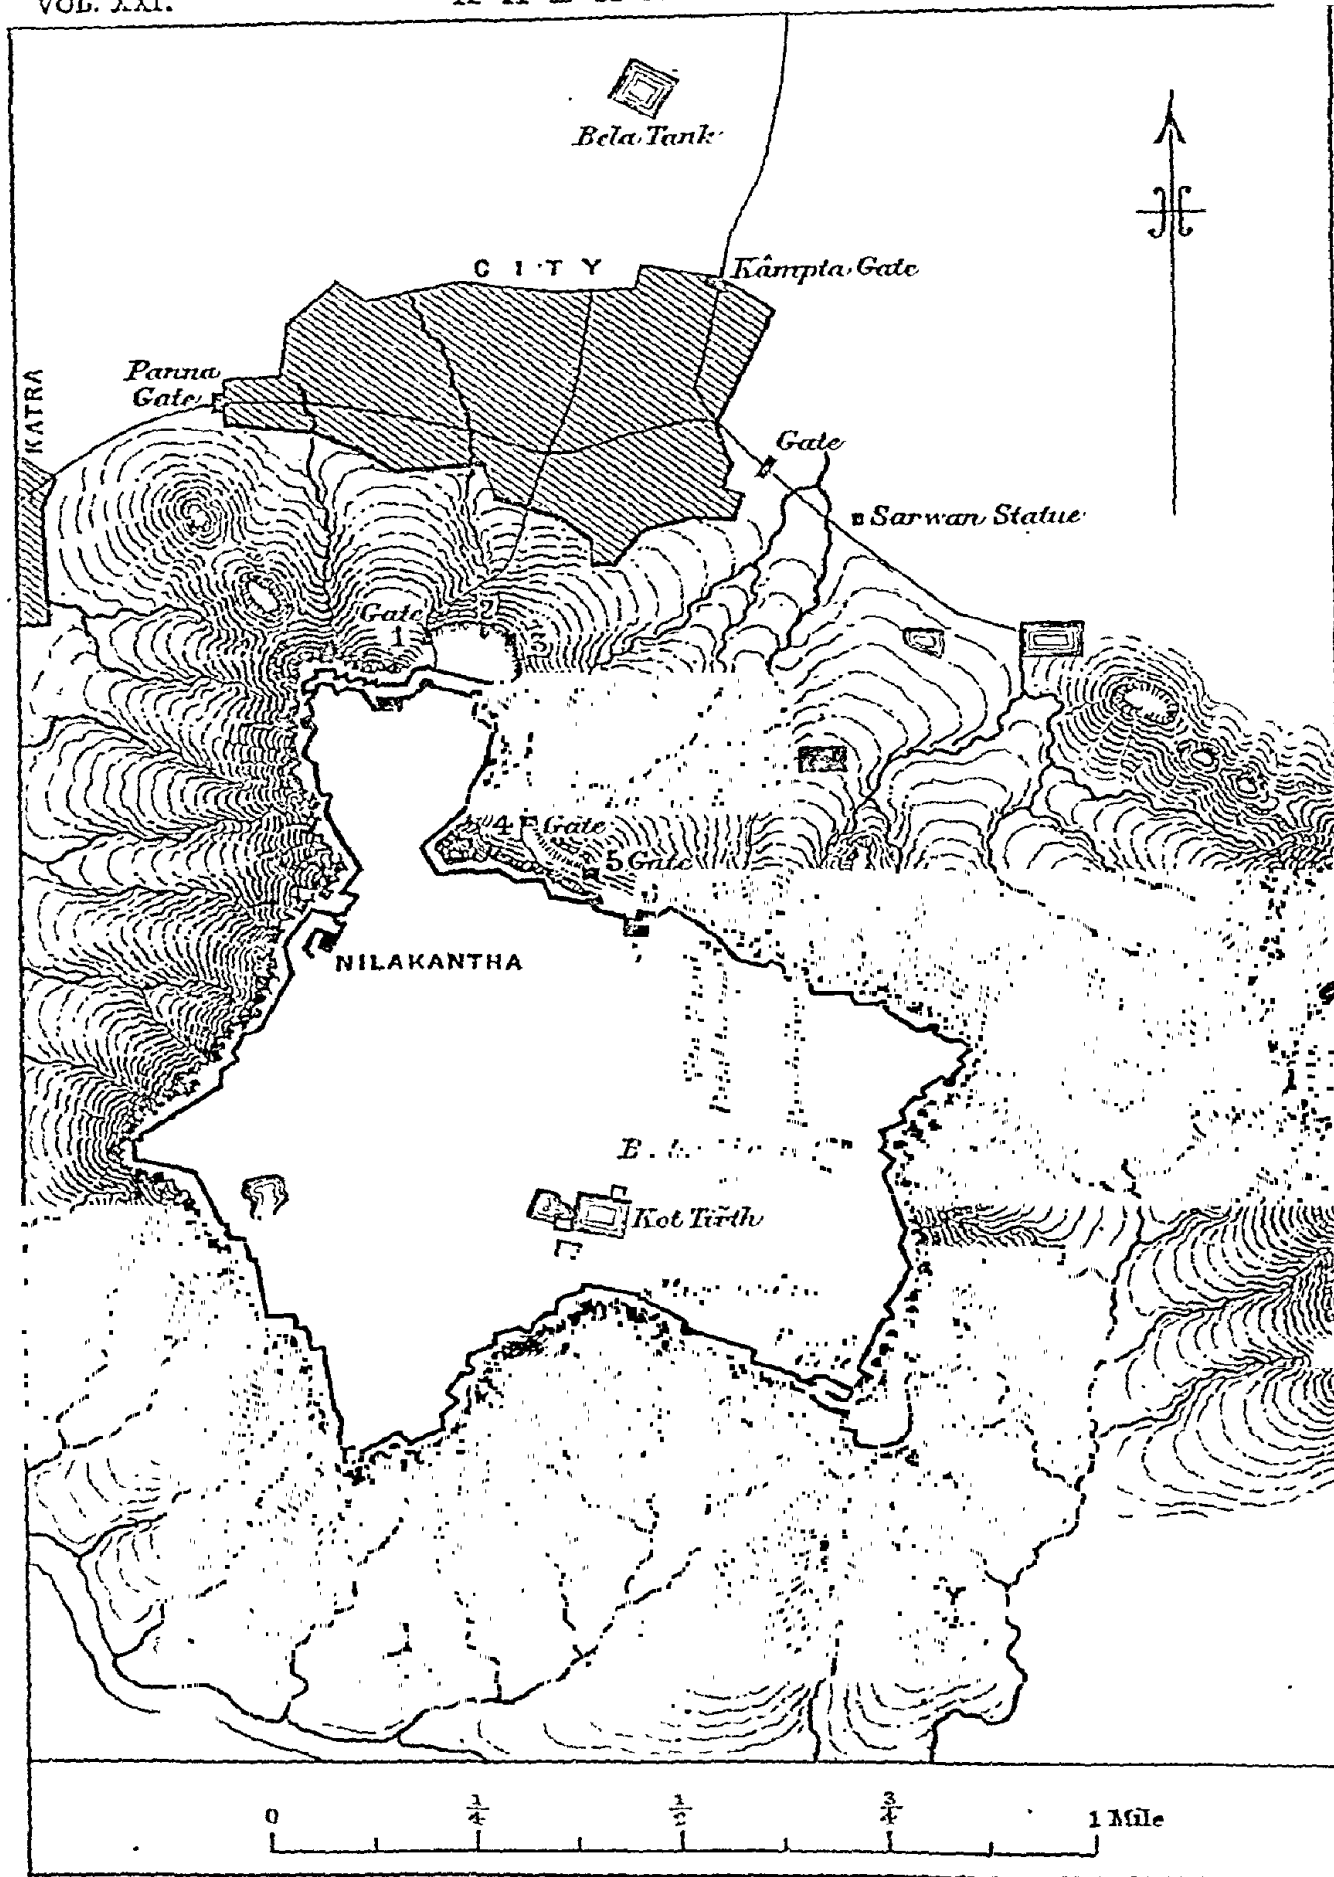 VOL. XXI.
Bela Tank
CITY
Kâmpta Gate
Panna
Gate
KATRA
Gate
Sarwan Statue
Gate
1
2
3
4 Gate
5 Gate
NILAKANTHA
Kot Tirth
0 1/4 1/2 3/4 1 Mile